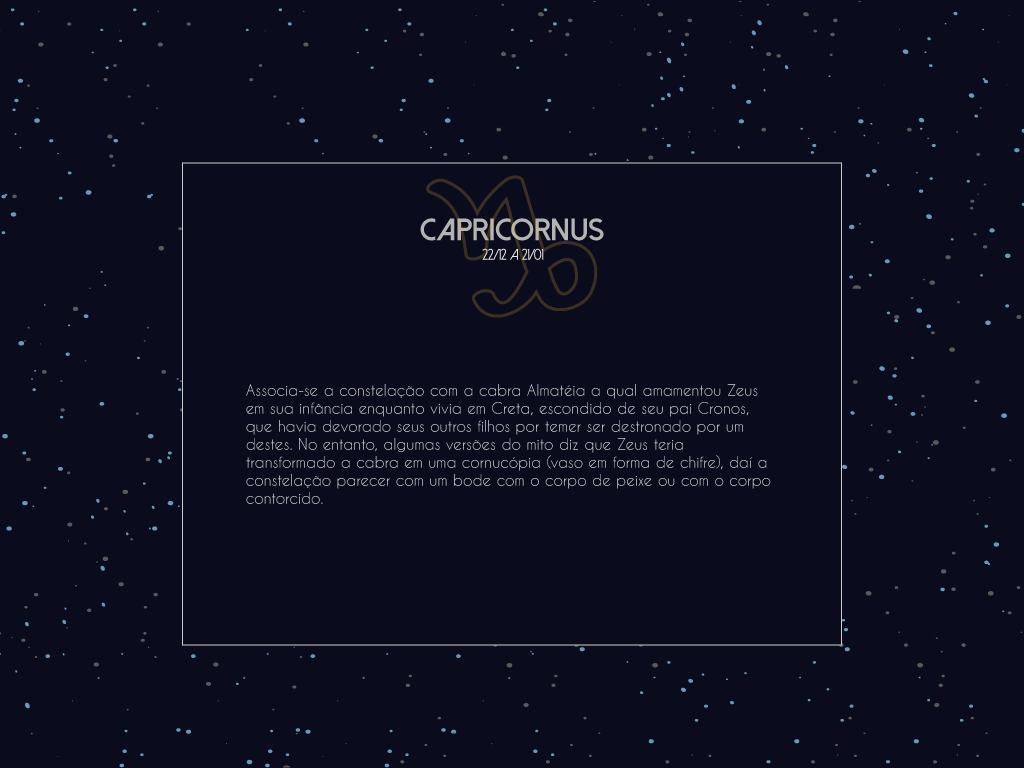 CAPRICORNUS
22/12 A 21/01
Associa-se a constelação com a cabra Almatéia a qual amamentou Zeus
em sua infância enquanto vivia em Creta, escondido de seu pai Cronos,
que havia devorado seus outros filhos por temer ser destronado por um
destes. No entanto, algumas versões do mito diz que Zeus teria
transformado a cabra em uma cornucópia (vaso em forma de chifre), daí a
constelação parecer com um bode com o corpo de peixe ou com o corpo
contorcido.